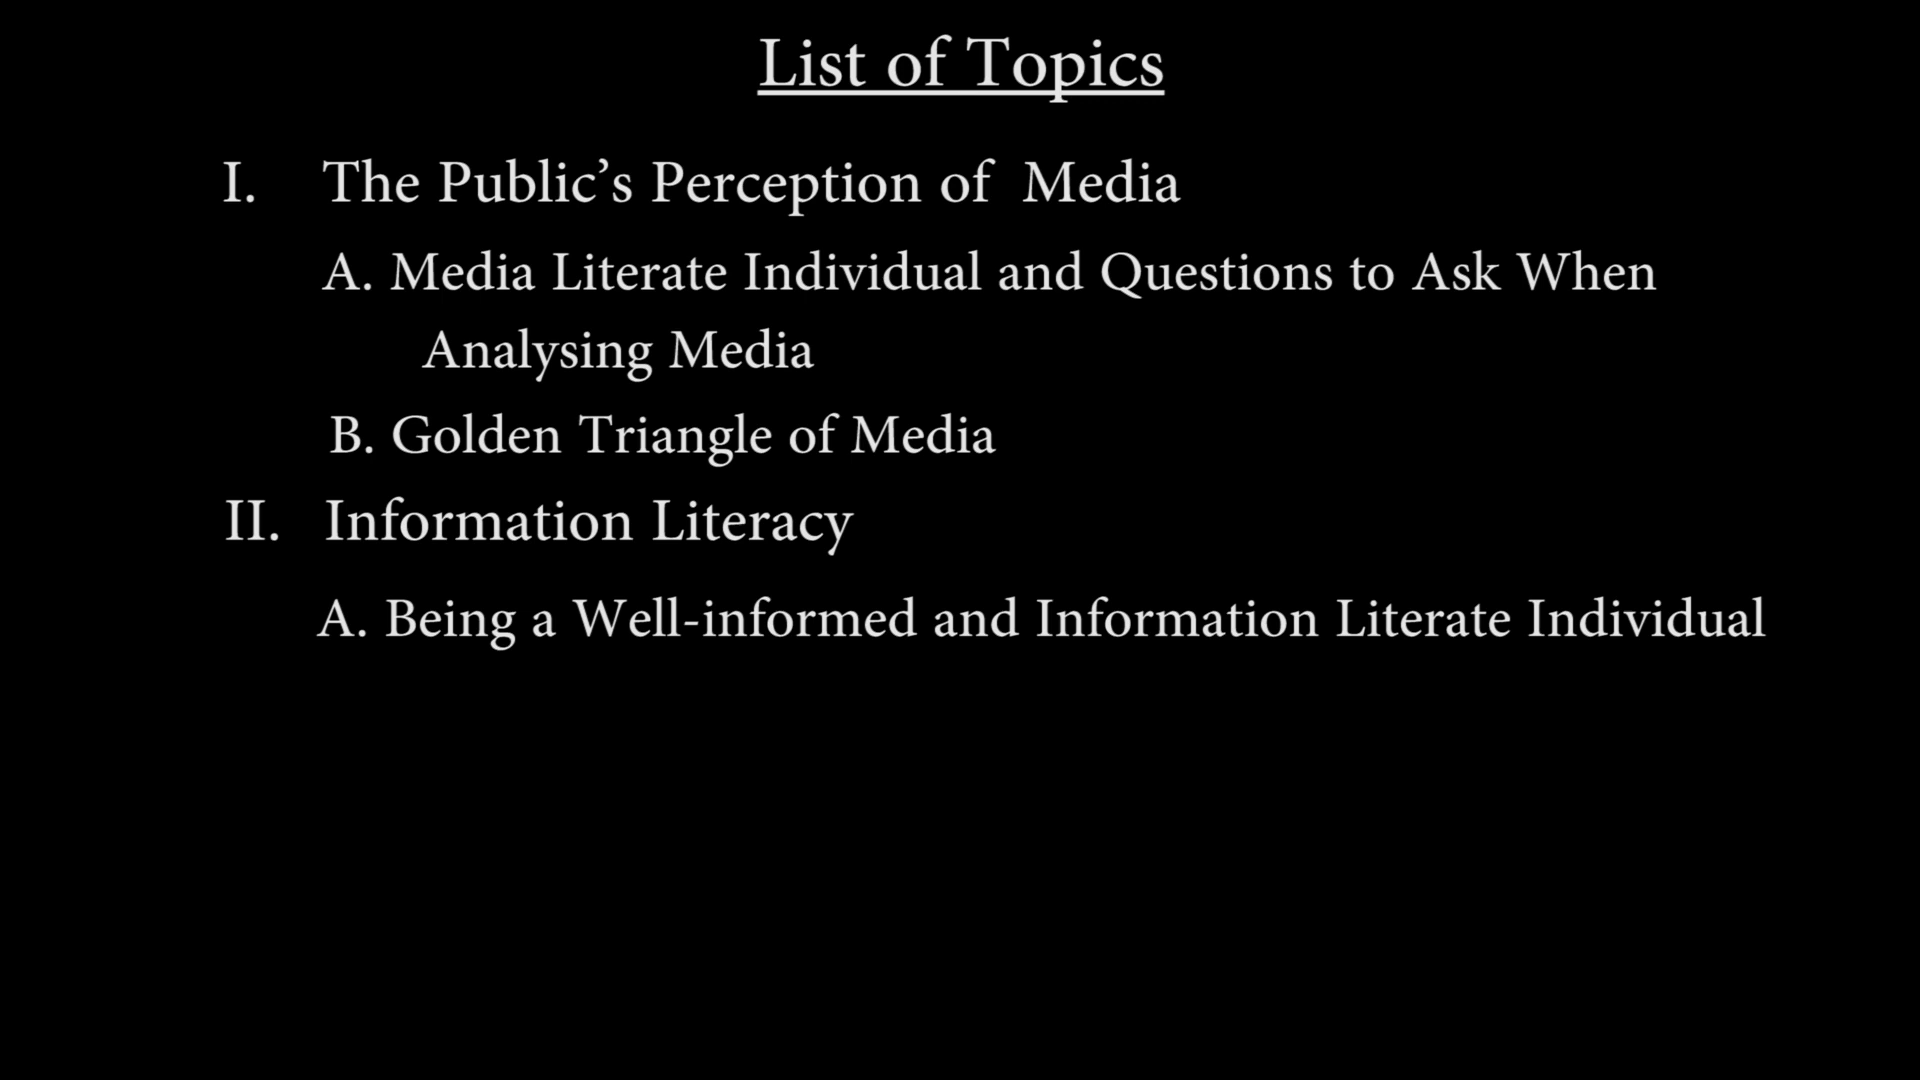 List of Topics
I. The Public’s Perception of Media
A. Media Literate Individual and Questions to Ask When
Analysing Media
B. Golden Triangle of Media
II. Information Literacy
A. Being a Well-informed and Information Literate Individual